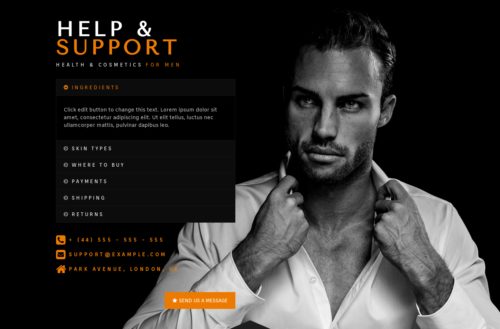 HELP &
SUPPORT
HEALTH & COSMETICS FOR MEN
INGREDIENTS
Click edit button to change this text. Lorem ipsum dolor sit
amet, consectetur adipiscing elit. Ut elit tellus, luctus nec
ullamcorper mattis, pulvinar dapibus leo.
SKIN TYPES
WHERE TO BUY
PAYMENTS
SHIPPING
RETURNS
+ (44) 555 - 555 - 555
SUPPORT@EXAMPLE.COM
PARK AVENUE, LONDON, UK
SEND US A MESSAGE